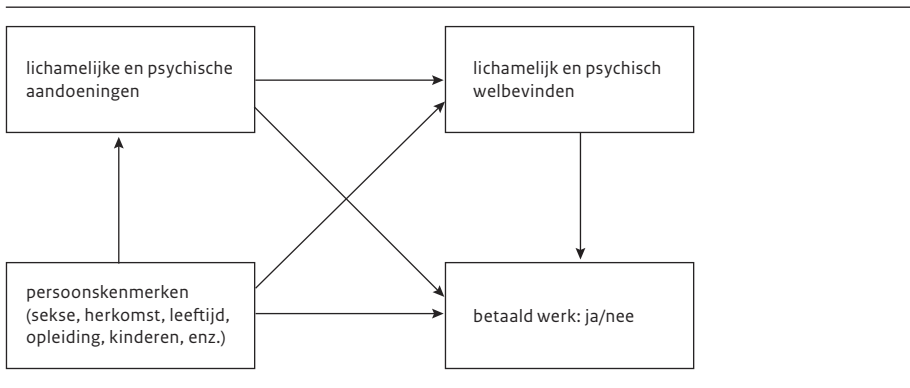 lichamelijke en psychische
aandoeningen
lichamelijk en psychisch
welbevinden
persoonskenmerken
(sekse, herkomst, leeftijd,
opleiding, kinderen, enz.)
betaald werk: ja/nee